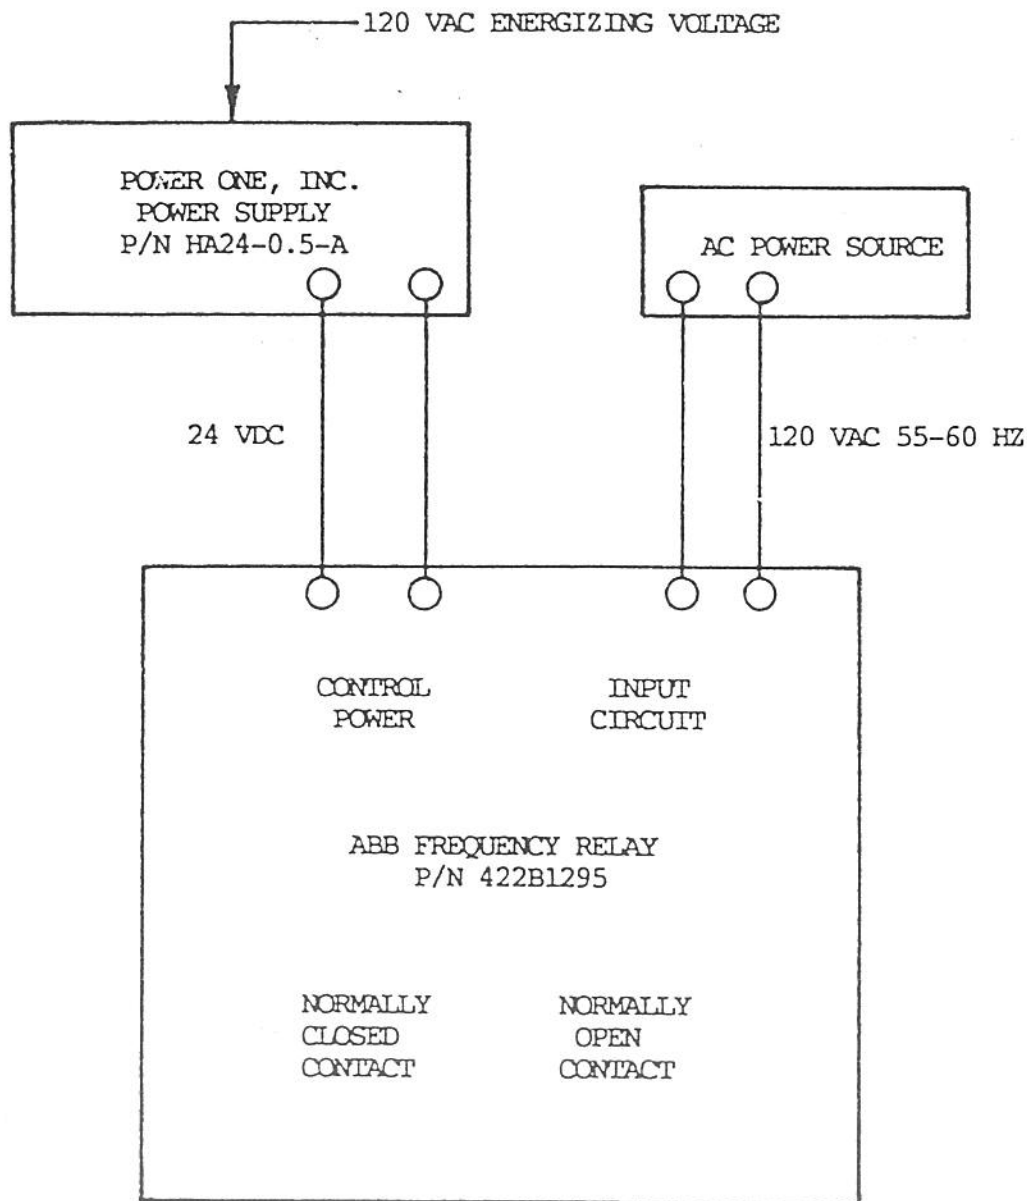 120 VAC ENERGIZING VOLTAGE
POWER ONE, INC.
POWER SUPPLY
P/N HA24-0.5-A
AC POWER SOURCE
24 VDC
120 VAC 55-60 HZ
CONTROL
POWER
INPUT
CIRCUIT
ABB FREQUENCY RELAY
P/N 422B1295
NORMALLY
CLOSED
CONTACT
NORMALLY
OPEN
CONTACT